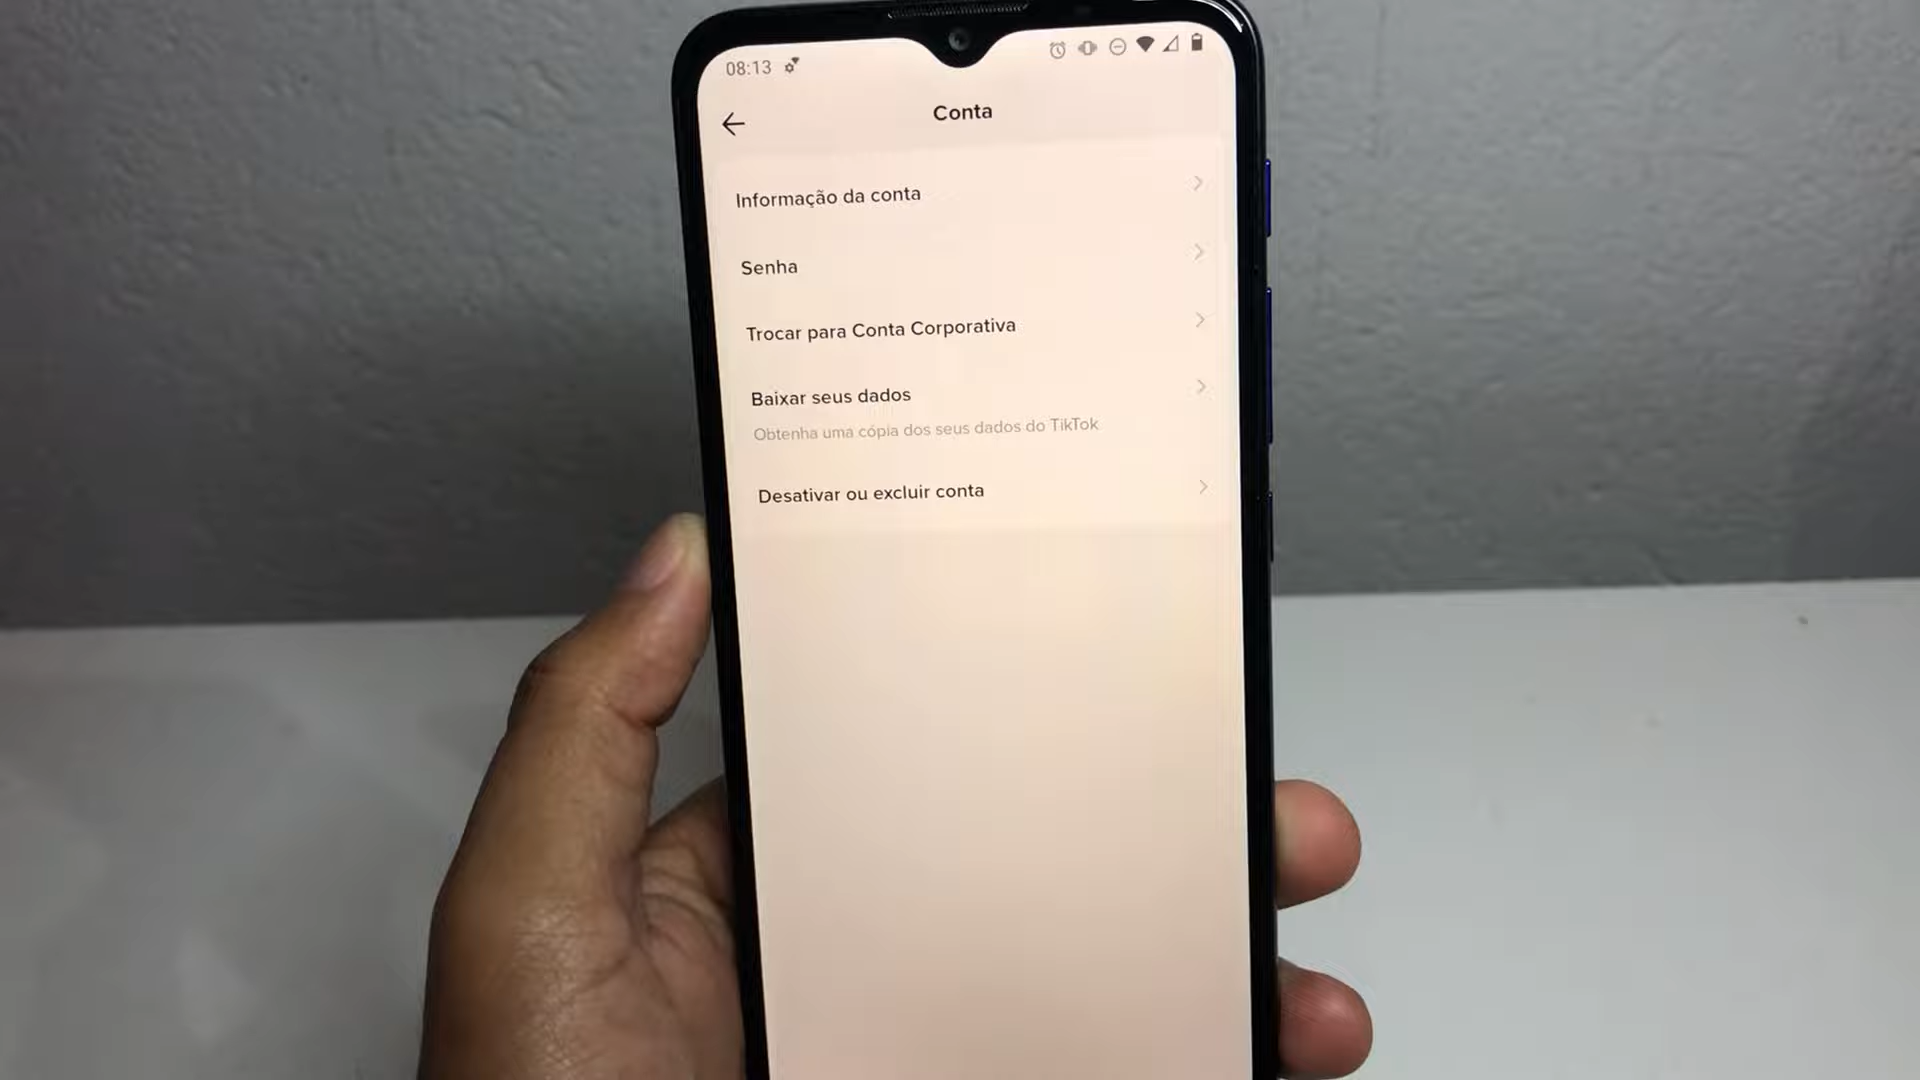 08:13
Conta
Informação da conta
Senha
Trocar para Conta Corporativa
Baixar seus dados
Obtenha uma cópia dos seus dados do TikTok
Desativar ou excluir conta